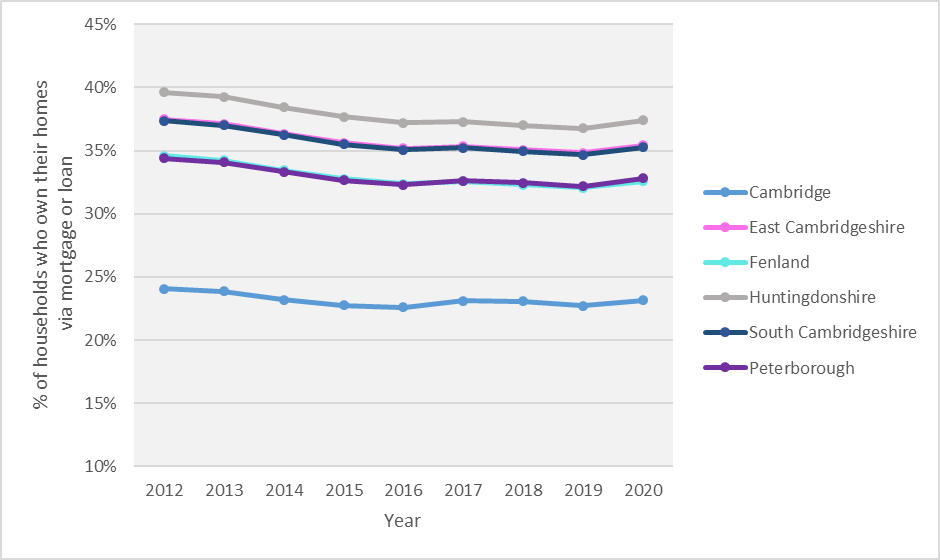 % of households who own their homes
via mortgage or loan
45%
40%
35%
30%
25%
20%
15%
10%
2012 2013 2014 2015 2016 2017 2018 2019 2020
Year
Cambridge
East Cambridgeshire
Fenland
Huntingdonshire
South Cambridgeshire
Peterborough